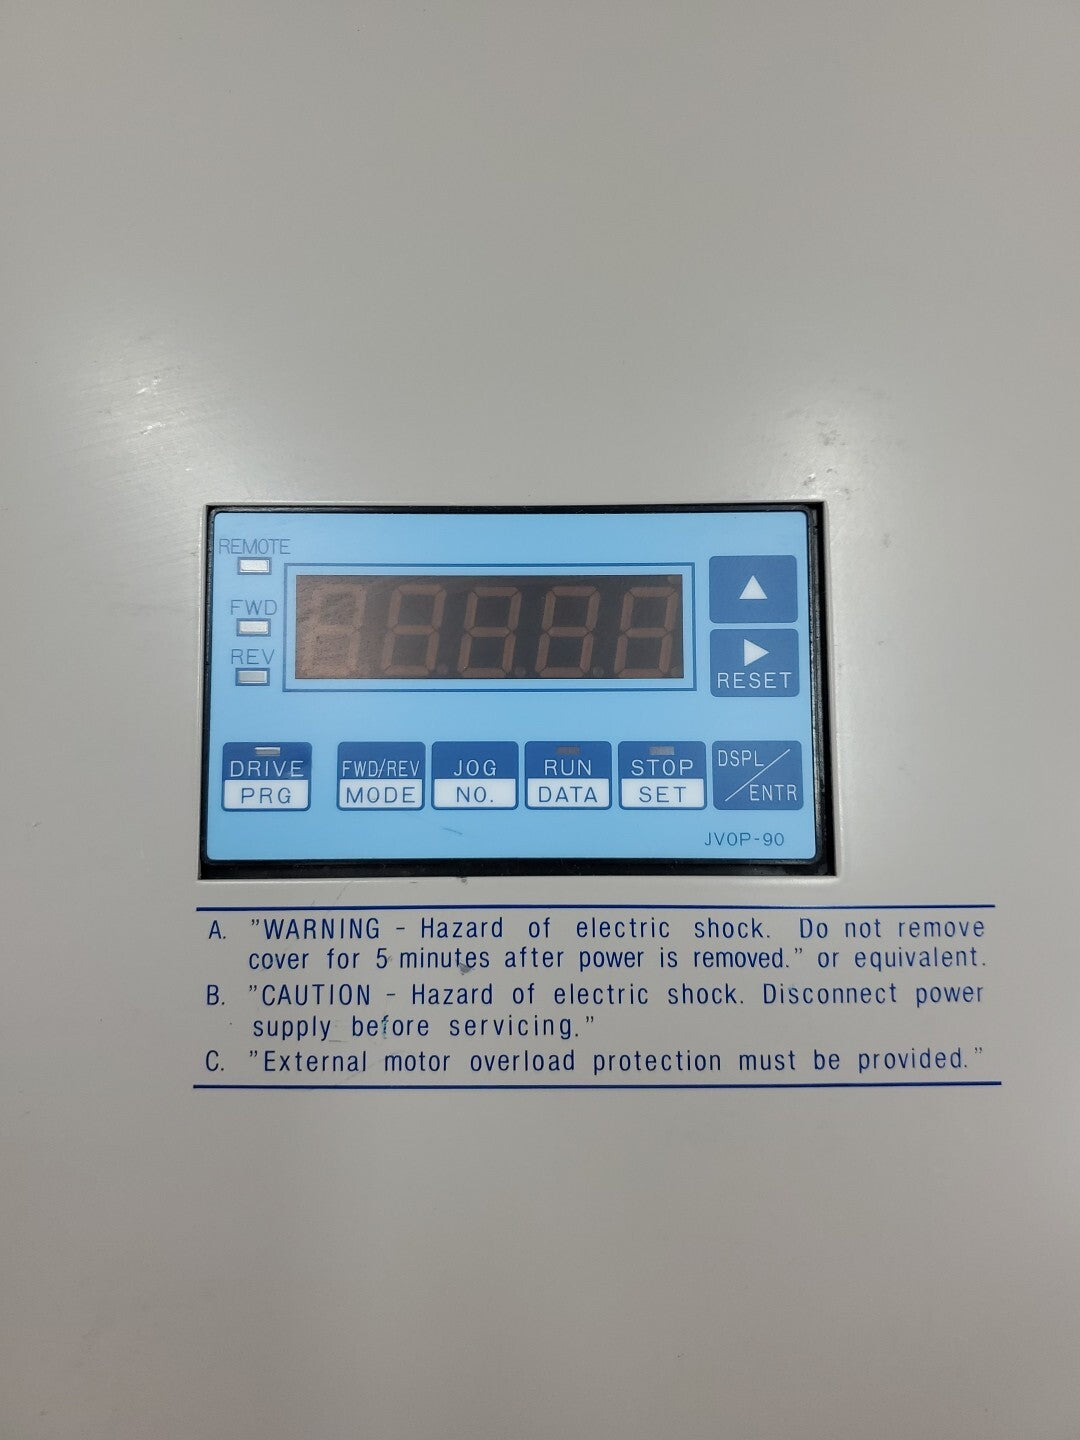 REMOTE
FWD
REV
RESET
DRIVE
PRG
FWD/REV
MODE
JOG
NO.
RUN
DATA
STOP
SET
DSPL/
ENTR
JVOP-90
A. "WARNING - Hazard of electric shock. Do not remove
cover for 5 minutes after power is removed." or equivalent.
B. "CAUTION - Hazard of electric shock. Disconnect power
supply before servicing."
C. "External motor overload protection must be provided."